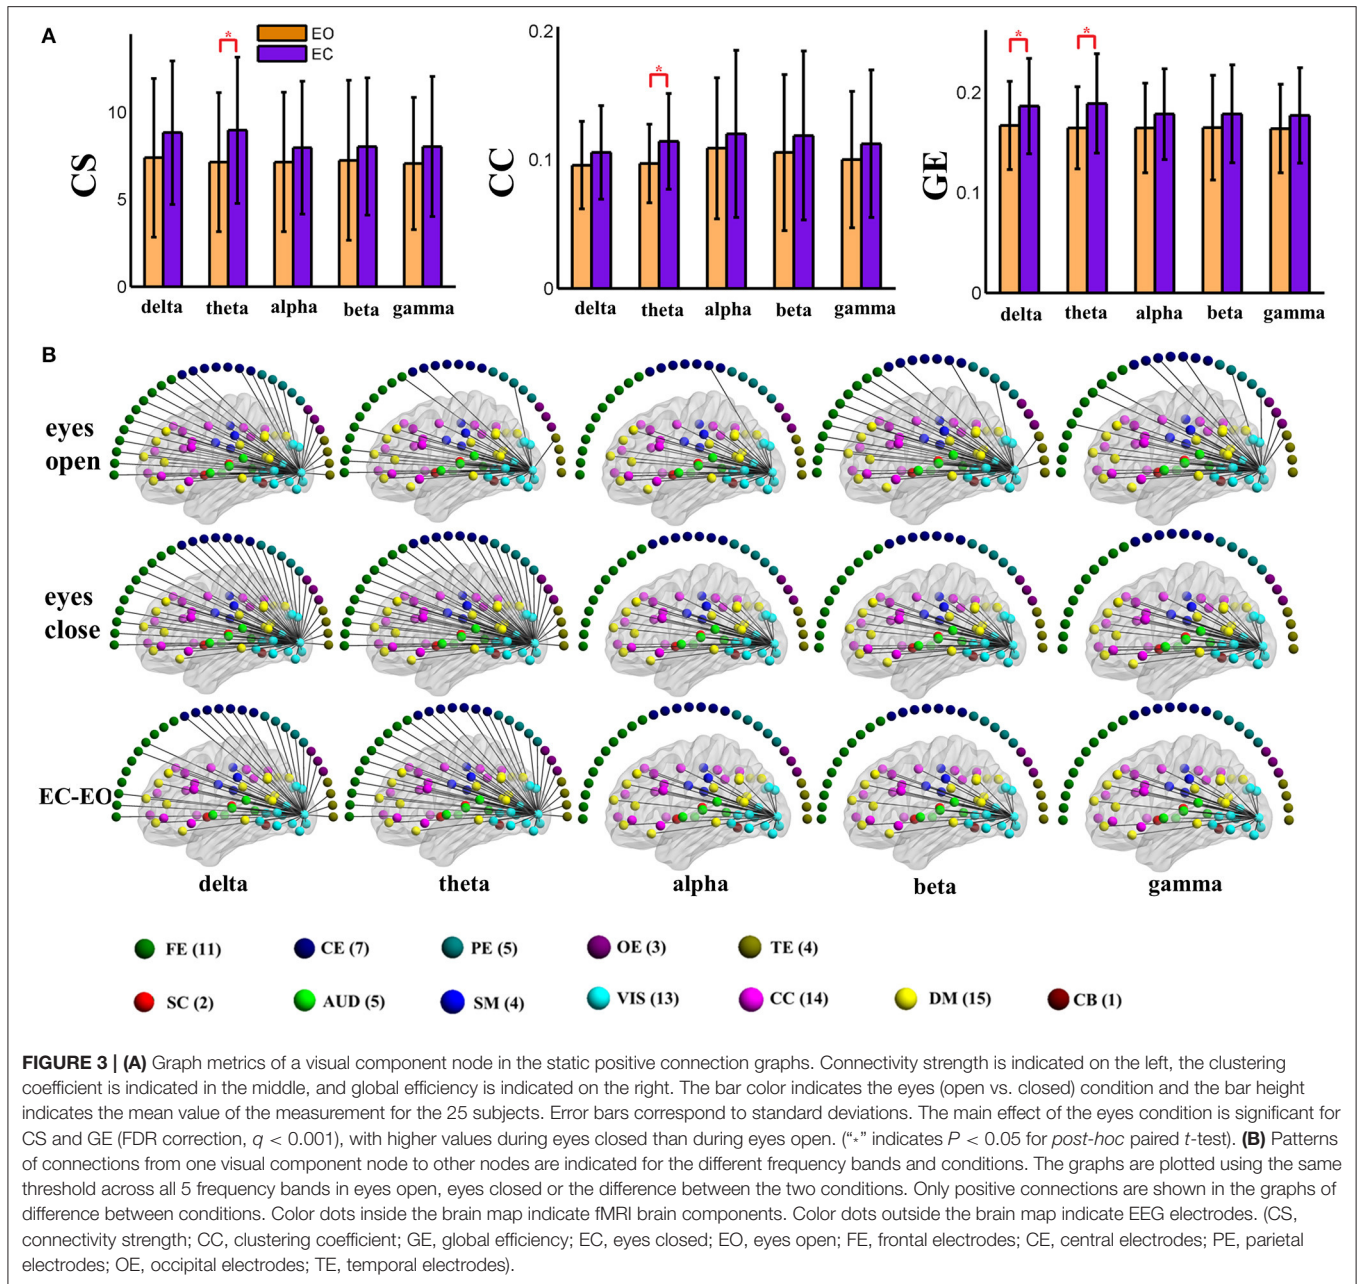 A
EO
EC
*
CS
10
5
0
delta theta alpha beta gamma
0.2
*
CC
0.1
0
delta theta alpha beta gamma
* *
GE
0.2
0.1
0
delta theta alpha beta gamma
B
eyes
open
eyes
close
EC-EO
delta theta alpha beta gamma
FE (11) CE (7) PE (5) OE (3) TE (4)
SC (2) AUD (5) SM (4) VIS (13) CC (14) DM (15) CB (1)
FIGURE 3 | (A) Graph metrics of a visual component node in the static positive connection graphs. Connectivity strength is indicated on the left, the clustering
coefficient is indicated in the middle, and global efficiency is indicated on the right. The bar color indicates the eyes (open vs. closed) condition and the bar height
indicates the mean value of the measurement for the 25 subjects. Error bars correspond to standard deviations. The main effect of the eyes condition is significant for
CS and GE (FDR correction, q < 0.001), with higher values during eyes closed than during eyes open. (“*” indicates P < 0.05 for post-hoc paired t-test). (B) Patterns
of connections from one visual component node to other nodes are indicated for the different frequency bands and conditions. The graphs are plotted using the same
threshold across all 5 frequency bands in eyes open, eyes closed or the difference between the two conditions. Only positive connections are shown in the graphs of
difference between conditions. Color dots inside the brain map indicate fMRI brain components. Color dots outside the brain map indicate EEG electrodes. (CS,
connectivity strength; CC, clustering coefficient; GE, global efficiency; EC, eyes closed; EO, eyes open; FE, frontal electrodes; CE, central electrodes; PE, parietal
electrodes; OE, occipital electrodes; TE, temporal electrodes).